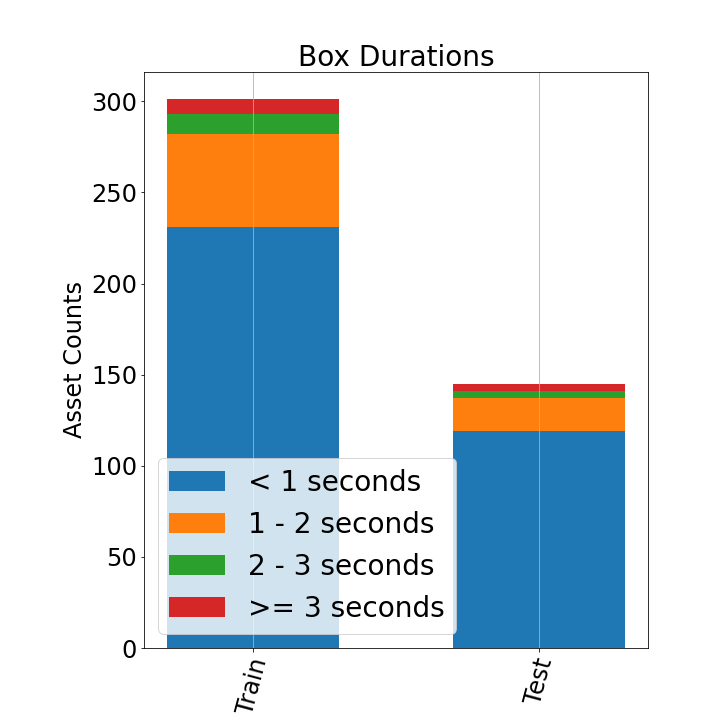 Box Durations
Asset Counts
300
250
200
150
100
50
0
< 1 seconds
1 - 2 seconds
2 - 3 seconds
>= 3 seconds
Train
Test